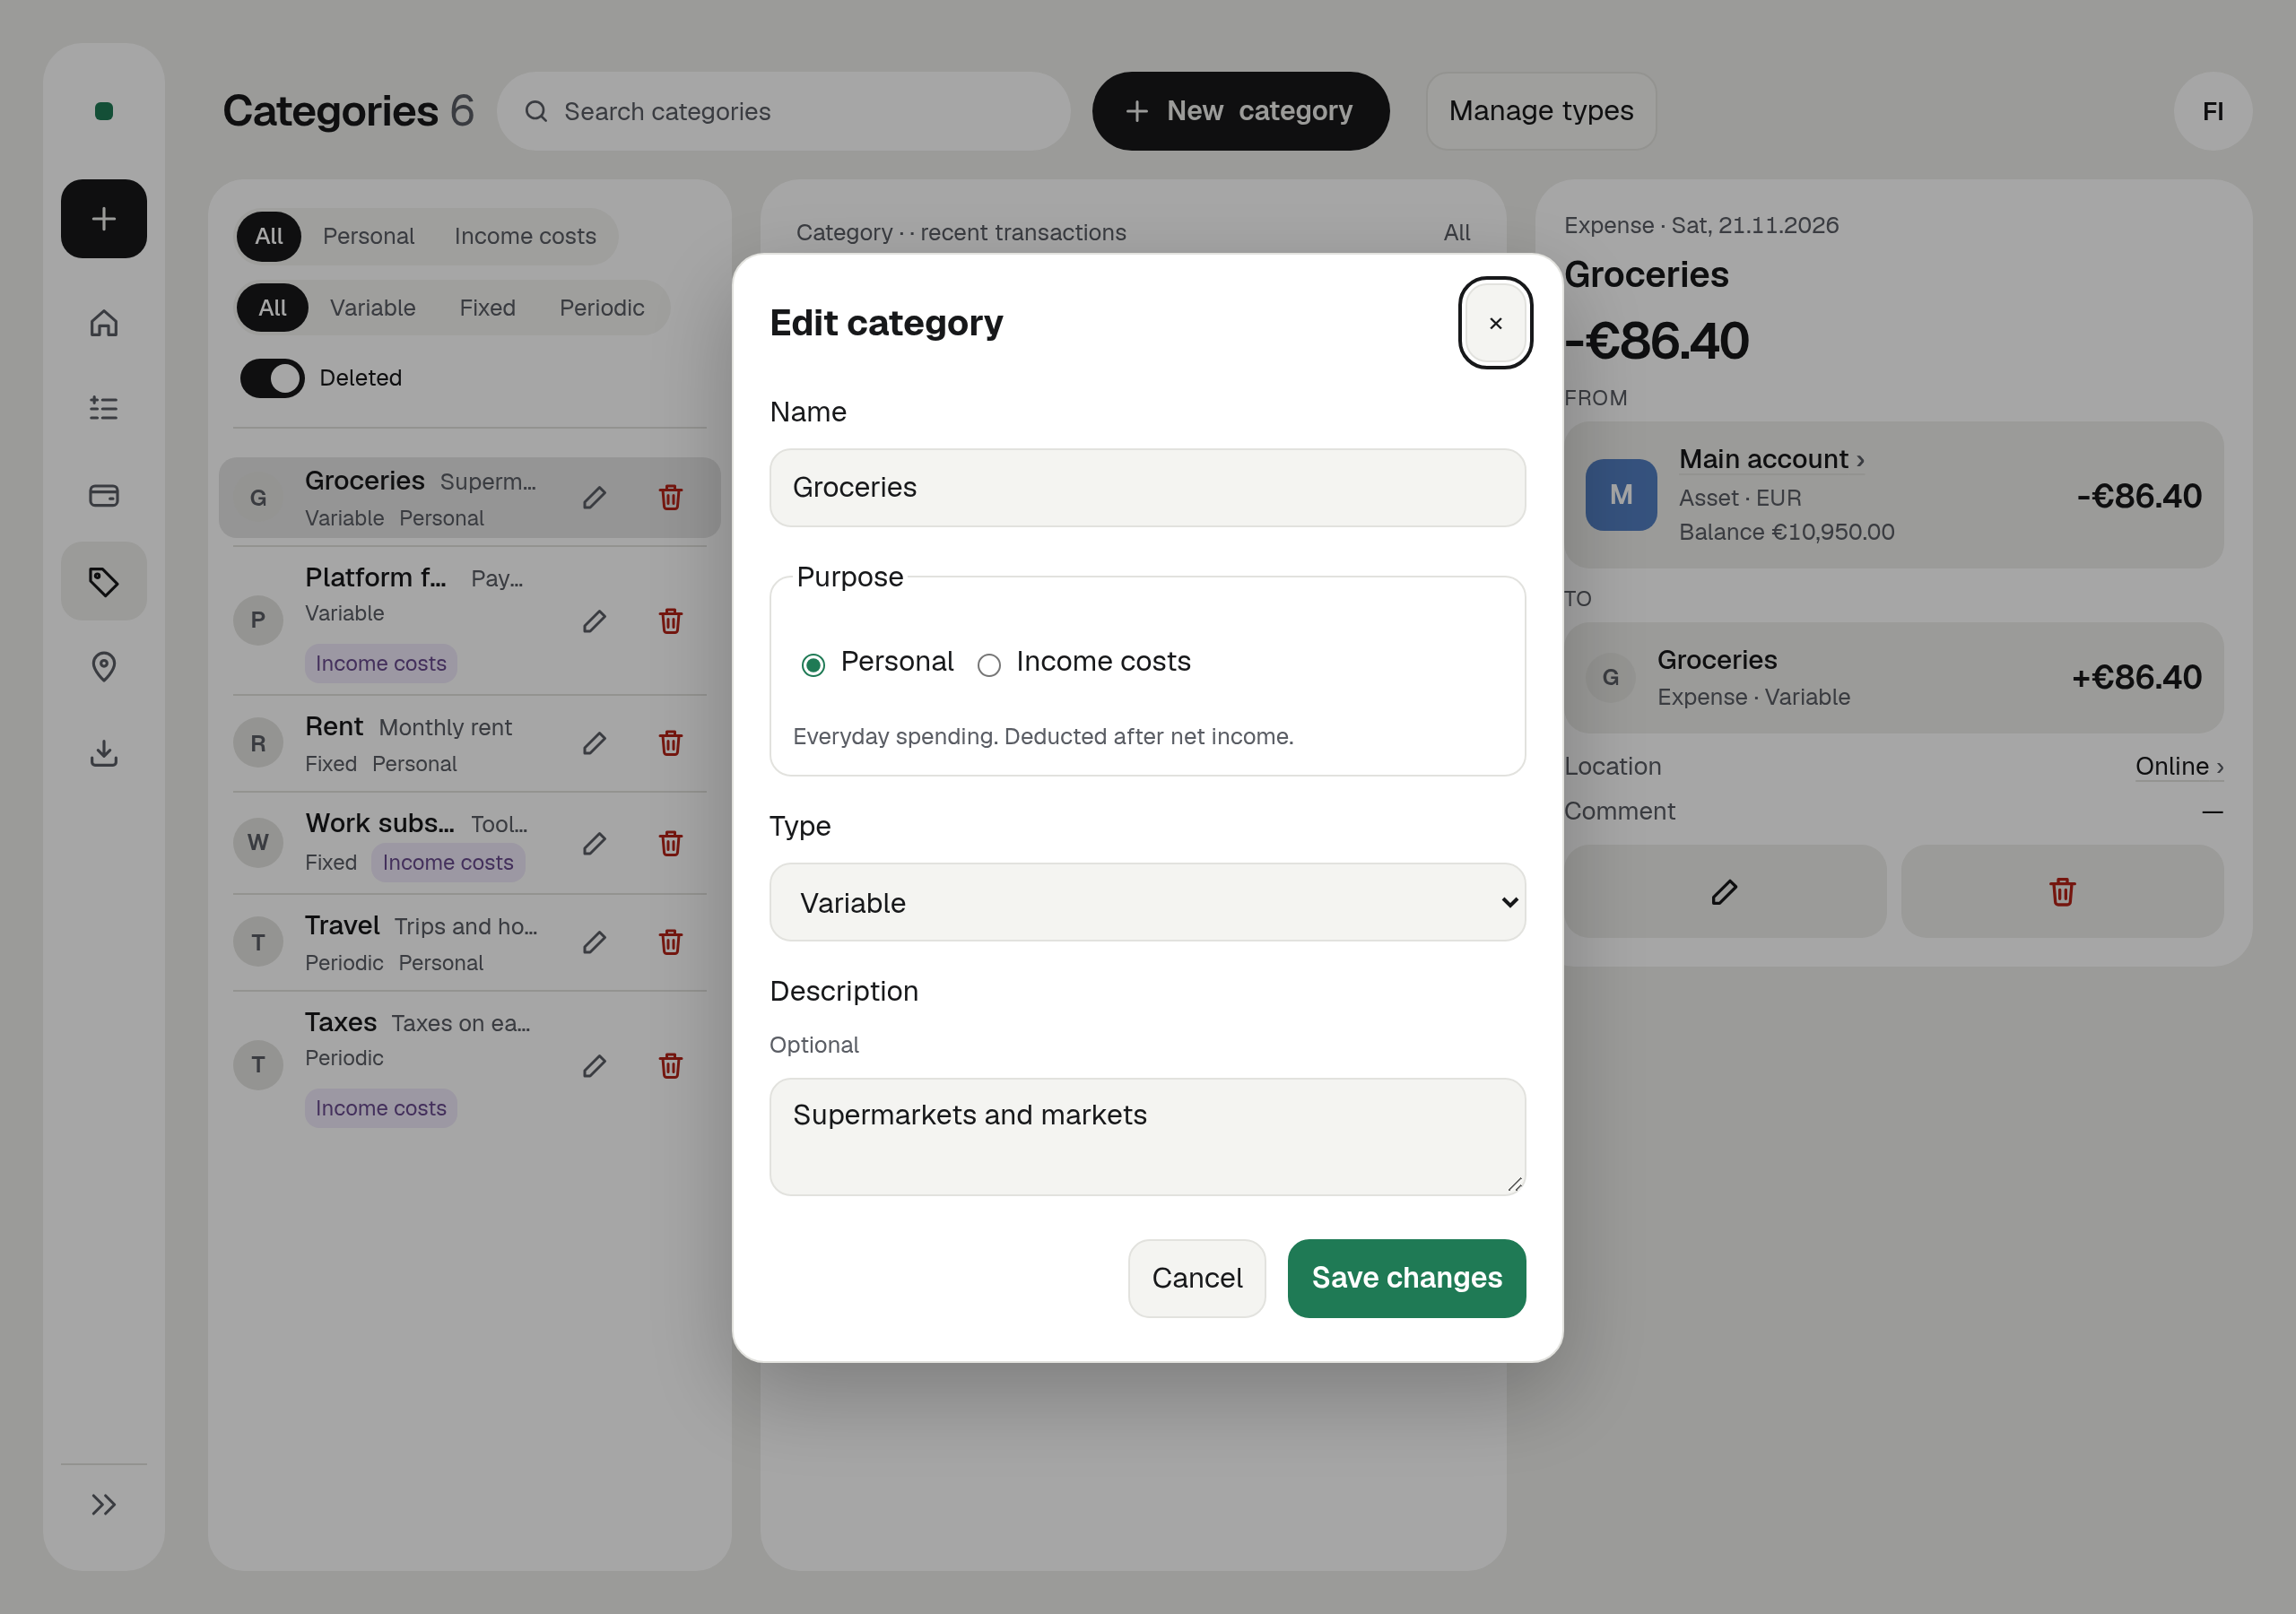 Categories 6
Search categories
New category
Manage types
FI
All Personal Income costs
All Variable Fixed Periodic
Deleted
G
Groceries Superm...
Variable Personal
P
Platform f... Pay...
Variable
Income costs
R
Rent Monthly rent
Fixed Personal
W
Work subs... Tool...
Fixed Income costs
T
Travel Trips and ho...
Periodic Personal
T
Taxes Taxes on ea...
Periodic
Income costs
Category · · recent transactions All
Edit category
×
Name
Groceries
Purpose
Personal Income costs
Everyday spending. Deducted after net income.
Type
Variable
Description
Optional
Supermarkets and markets
Cancel Save changes
Expense · Sat, 21.11.2026
Groceries
-€86.40
FROM
M
Main account ›
Asset · EUR
Balance €10,950.00
-€86.40
TO
G
Groceries
Expense · Variable
+€86.40
Location Online ›
Comment —